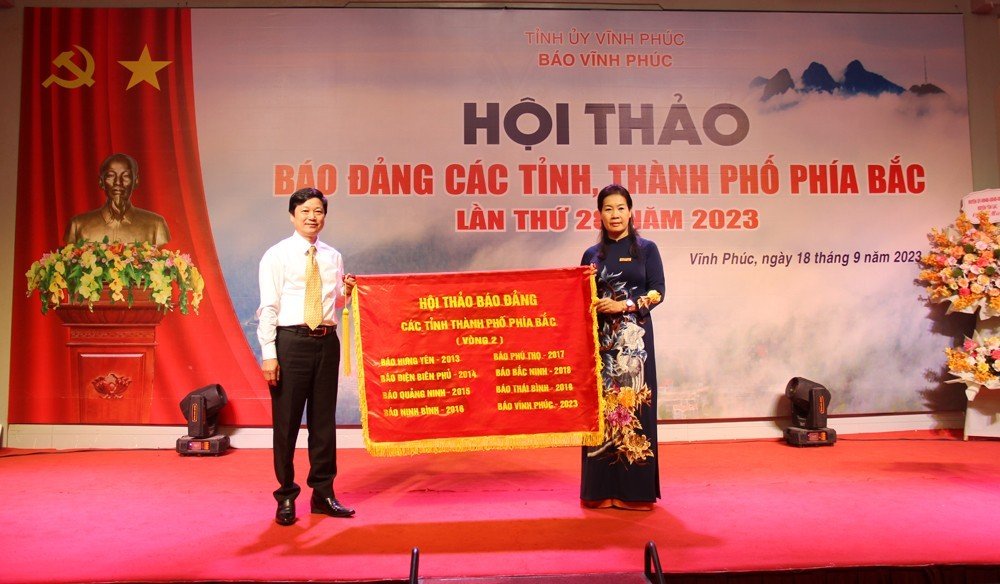 TỈNH ỦY VĨNH PHÚC
BÁO VĨNH PHÚC
HỘI THẢO
BÁO ĐẢNG CÁC TỈNH, THÀNH PHỐ PHÍA BẮC
LẦN THỨ NĂM 2023
Vĩnh Phúc, ngày 18 tháng 9 năm 2023
HỘI THẢO BÁO ĐẢNG
CÁC TỈNH THÀNH PHỐ PHÍA BẮC
( VÒNG 2 )
BÁO HƯNG YÊN - 2013
BÁO ĐIỆN BIÊN PHỦ - 2014
BÁO QUẢNG NINH - 2015
BÁO NINH BÌNH - 2016
BÁO PHÚ THỌ - 2017
BÁO BẮC NINH - 2018
BÁO THÁI BÌNH - 2019
BÁO VĨNH PHÚC - 2023